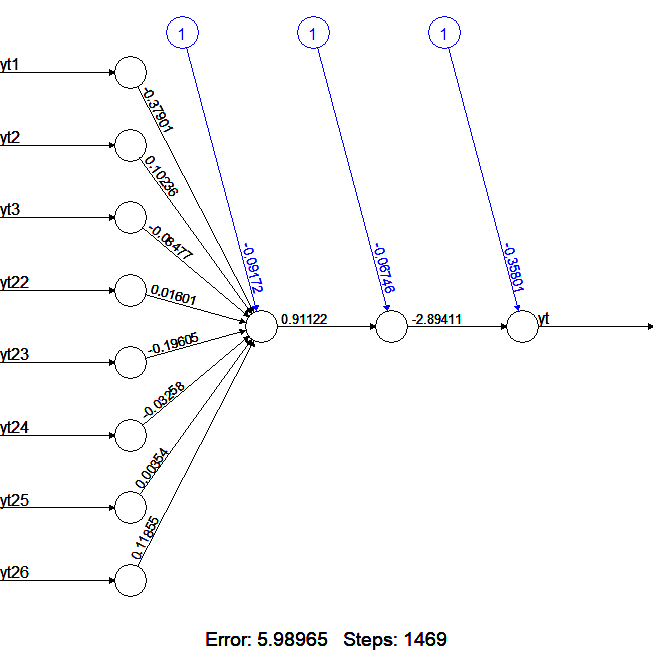 1 1 1
yt1
-0.37901
yt2
0.10236
yt3
-0.08477
yt22
0.01601
-0.09172
-0.06746
-0.35801
0.91122
-2.89411
yt
yt23
-0.19605
yt24
-0.03258
yt25
0.00354
yt26
0.11855
Error: 5.98965 Steps: 1469